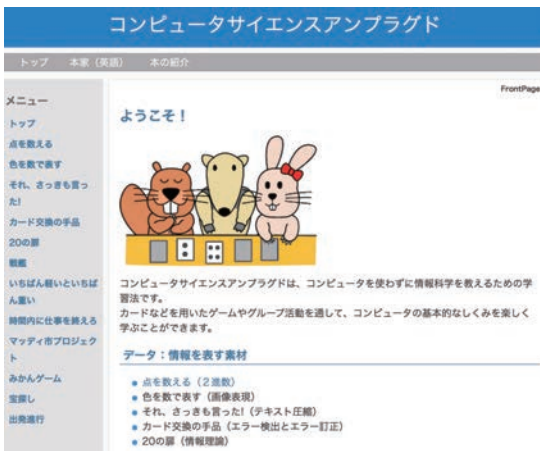 コンピュータサイエンスアンプラグド
トップ 本家（英語） 本の紹介
FrontPage
メニュー
トップ
点を数える
色を数で表す
それ、さっきも言っ
た!
カード交換の手品
20の扉
戦艦
いちばん軽いといちば
ん重い
時間内に仕事を終えろ
マッディ市プロジェク
ト
みかんゲーム
宝探し
出発進行
ようこそ！
コンピュータサイエンスアンプラグドは、コンピュータを使わずに情報科学を教えるための学
習法です。
カードなどを用いたゲームやグループ活動を通して、コンピュータの基本的なしくみを楽しく
学ぶことができます。
データ：情報を表す素材
点を数える（２進数）
色を数で表す（画像表現）
それ、さっきも言った!（テキスト圧縮）
カード交換の手品（エラー検出とエラー訂正）
20の扉（情報理論）